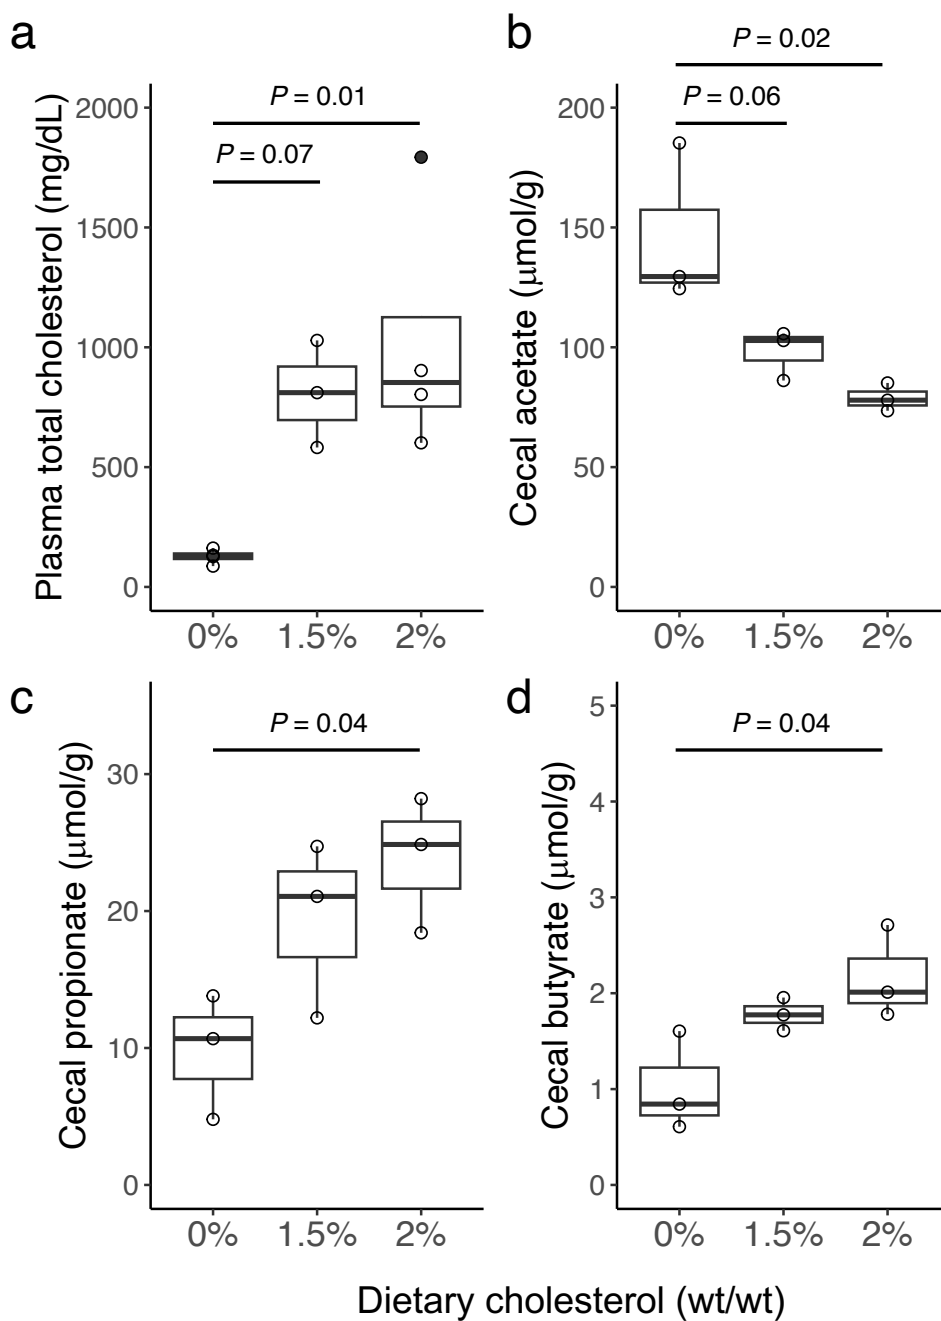 a
P = 0.01
P = 0.07
Plasma total cholesterol (mg/dL)
2000
1500
1000
500
0
0% 1.5% 2%
b
P = 0.02
P = 0.06
Cecal acetate (μmol/g)
200
150
100
50
0
0% 1.5% 2%
c
P = 0.04
Cecal propionate (μmol/g)
30
20
10
0
0% 1.5% 2%
d
P = 0.04
Cecal butyrate (μmol/g)
5
4
3
2
1
0
0% 1.5% 2%
Dietary cholesterol (wt/wt)